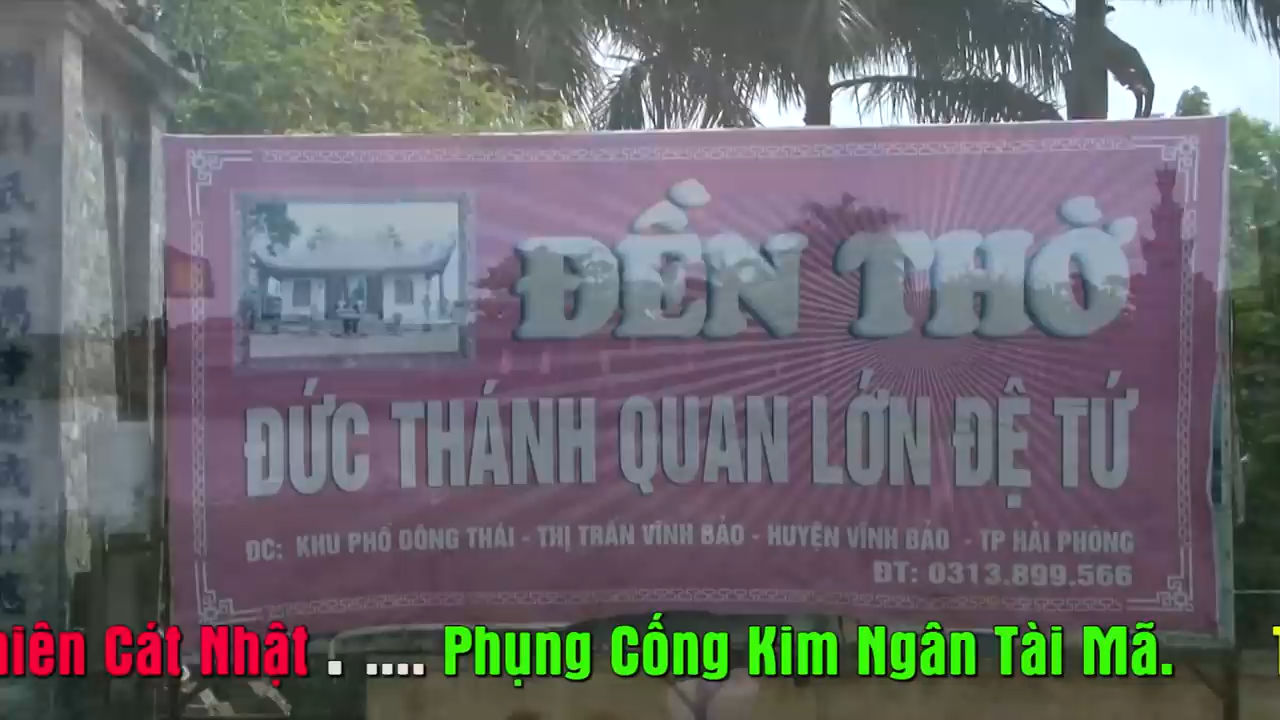 ĐỀN THỜ
ĐỨC THÁNH QUAN LỚN ĐỆ TỨ
ĐC: KHU PHỐ ĐÔNG THÁI - THỊ TRẤN VĨNH BẢO - HUYỆN VĨNH BẢO - TP HẢI PHÒNG
ĐT: 0313.899.566
Cát Nhật . .... Phụng Cống Kim Ngân Tài Mã.